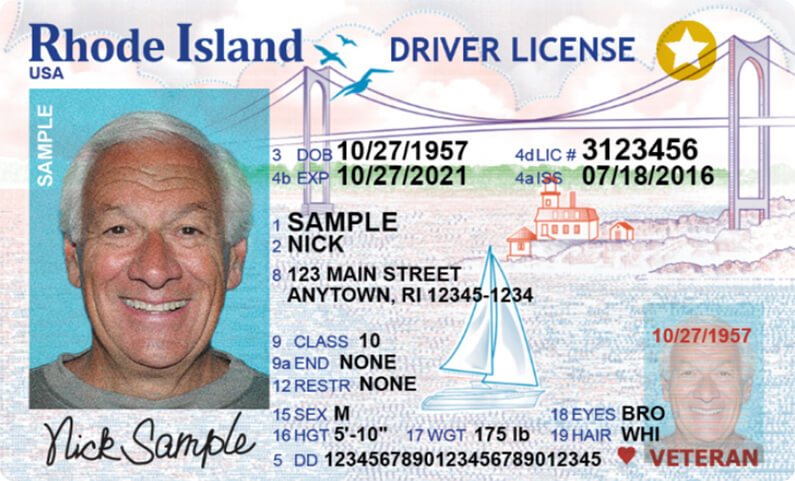 Rhode Island DRIVER LICENSE
USA
SAMPLE
3 DOB 10/27/1957 4d LIC # 3123456
4b EXP 10/27/2021 4a ISS 07/18/2016
1 SAMPLE
2 NICK
8 123 MAIN STREET
ANYTOWN, RI 12345-1234
10/27/1957
9 CLASS 10
9a END NONE
12 RESTR NONE
15 SEX M 18 EYES BRO
16 HGT 5'-10" 17 WGT 175 lb 19 HAIR WHI
Nick Sample
5 DD 1234567890123456789012345 VETERAN